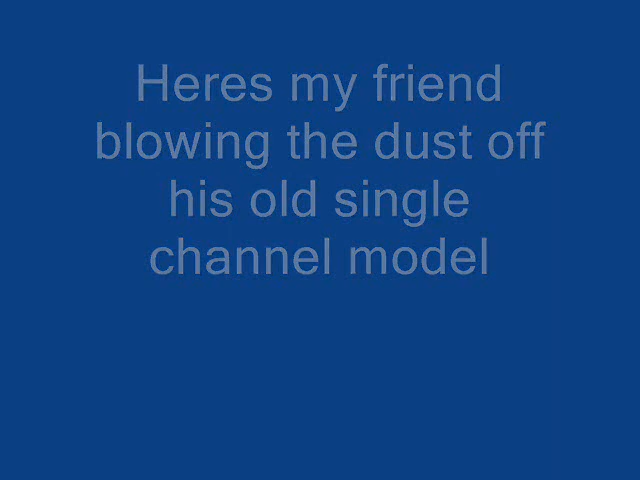 Heres my friend
blowing the dust off
his old single
channel model